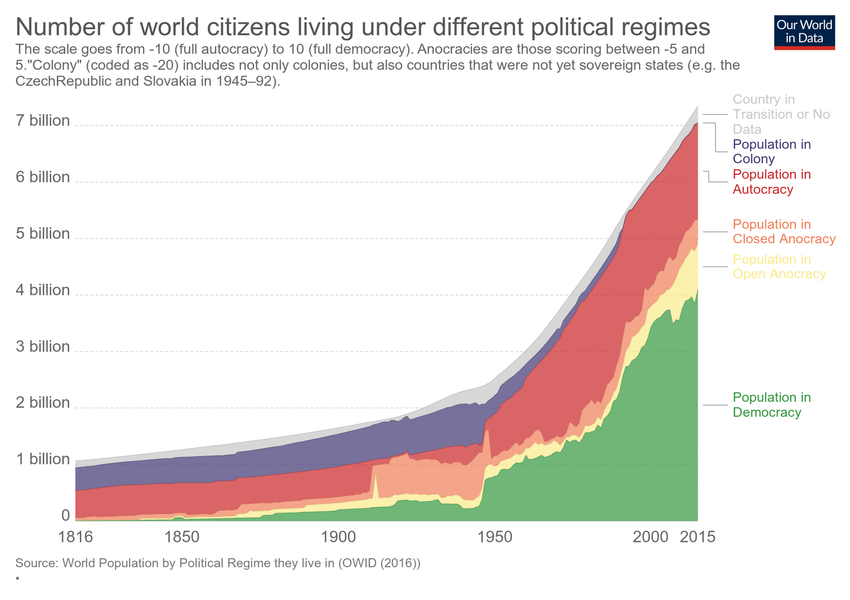 Number of world citizens living under different political regimes
Our World
in Data
The scale goes from -10 (full autocracy) to 10 (full democracy). Anocracies are those scoring between -5 and
5."Colony" (coded as -20) includes not only colonies, but also countries that were not yet sovereign states (e.g. the
CzechRepublic and Slovakia in 1945–92).
Country in
Transition or No
Data
7 billion
Population in
Colony
6 billion
Population in
Autocracy
5 billion
Population in
Closed Anocracy
Population in
Open Anocracy
4 billion
3 billion
2 billion
Population in
Democracy
1 billion
0
1816 1850 1900 1950 2000 2015
Source: World Population by Political Regime they live in (OWID (2016))
•